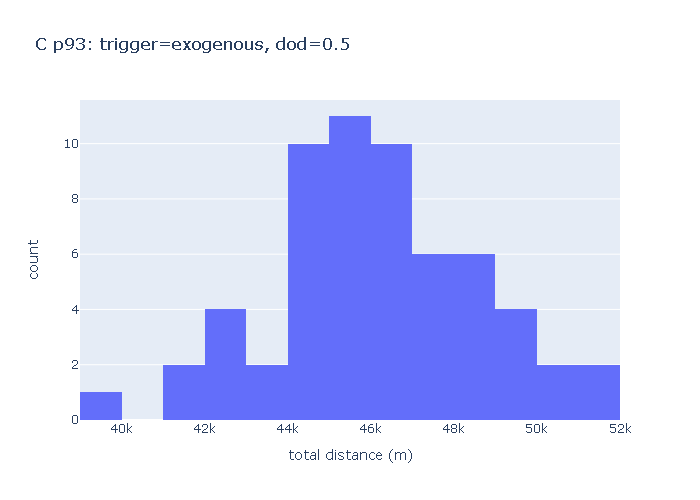 C p93: trigger=exogenous, dod=0.5
10
8
6
4
2
0
count
40k 42k 44k 46k 48k 50k 52k
total distance (m)